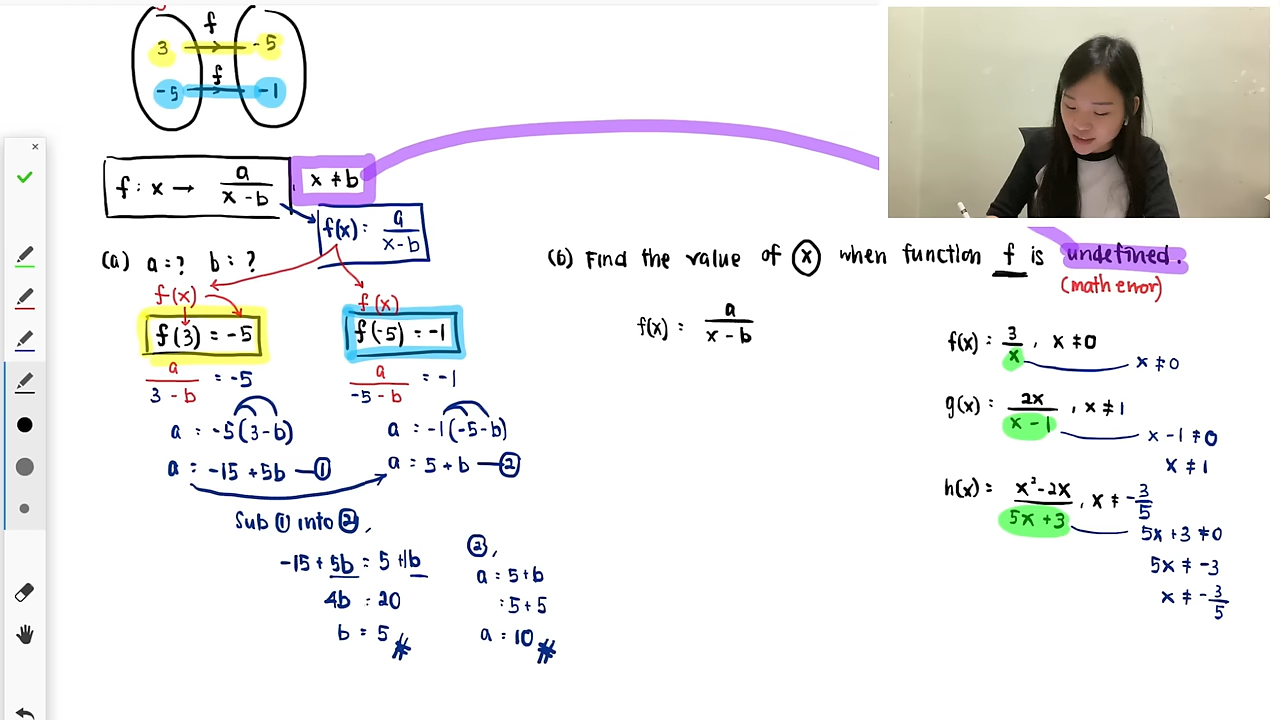 f
3 -5
f
-5 -1
f : x → a/(x - b) , x ≠ b
f(x) = a/(x - b)
(a) a = ? b = ?
f(x) f(x)
f(3) = -5 f(-5) = -1
a/(3 - b) = -5 a/(-5 - b) = -1
a = -5(3 - b) a = -1(-5 - b)
a = -15 + 5b — ① a = 5 + b — ②
Sub ① into ②,
-15 + 5b = 5 + 1b
4b = 20
b = 5 #
②,
a = 5 + b
= 5 + 5
a = 10 #
(b) Find the value of x when function f is undefined.
(math error)
f(x) = a/(x - b)
f(x) = 3/x , x ≠ 0
x ≠ 0
g(x) = 2x/(x - 1) , x ≠ 1
x - 1 ≠ 0
x ≠ 1
h(x) = (x² - 2x)/(5x + 3) , x ≠ -3/5
5x + 3 ≠ 0
5x ≠ -3
x ≠ -3/5